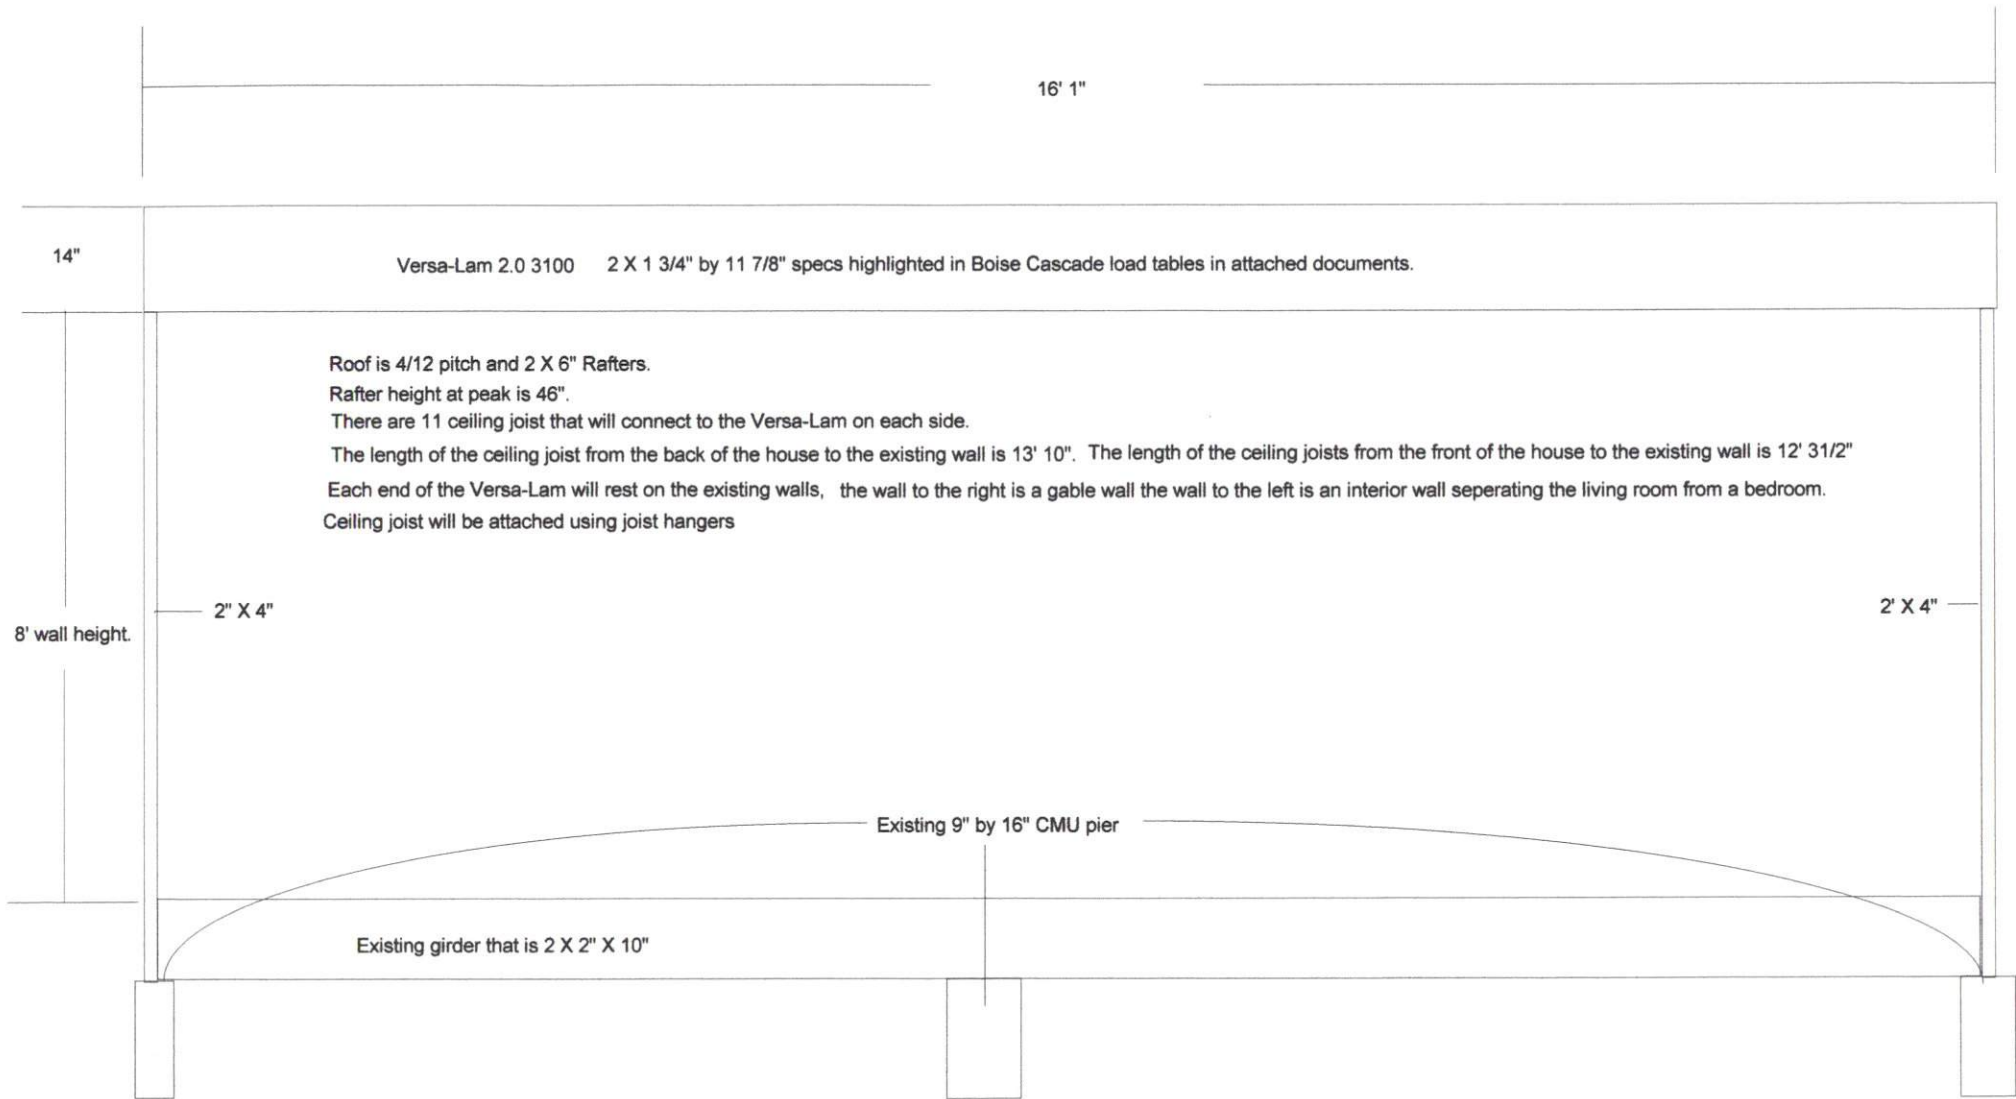 16' 1"
14"
Versa-Lam 2.0 3100 2 X 1 3/4" by 11 7/8" specs highlighted in Boise Cascade load tables in attached documents.
Roof is 4/12 pitch and 2 X 6" Rafters.
Rafter height at peak is 46".
There are 11 ceiling joist that will connect to the Versa-Lam on each side.
The length of the ceiling joist from the back of the house to the existing wall is 13' 10". The length of the ceiling joists from the front of the house to the existing wall is 12' 31/2"
Each end of the Versa-Lam will rest on the existing walls, the wall to the right is a gable wall the wall to the left is an interior wall seperating the living room from a bedroom.
Ceiling joist will be attached using joist hangers
2" X 4"
2' X 4"
8' wall height.
Existing 9" by 16" CMU pier
Existing girder that is 2 X 2" X 10"